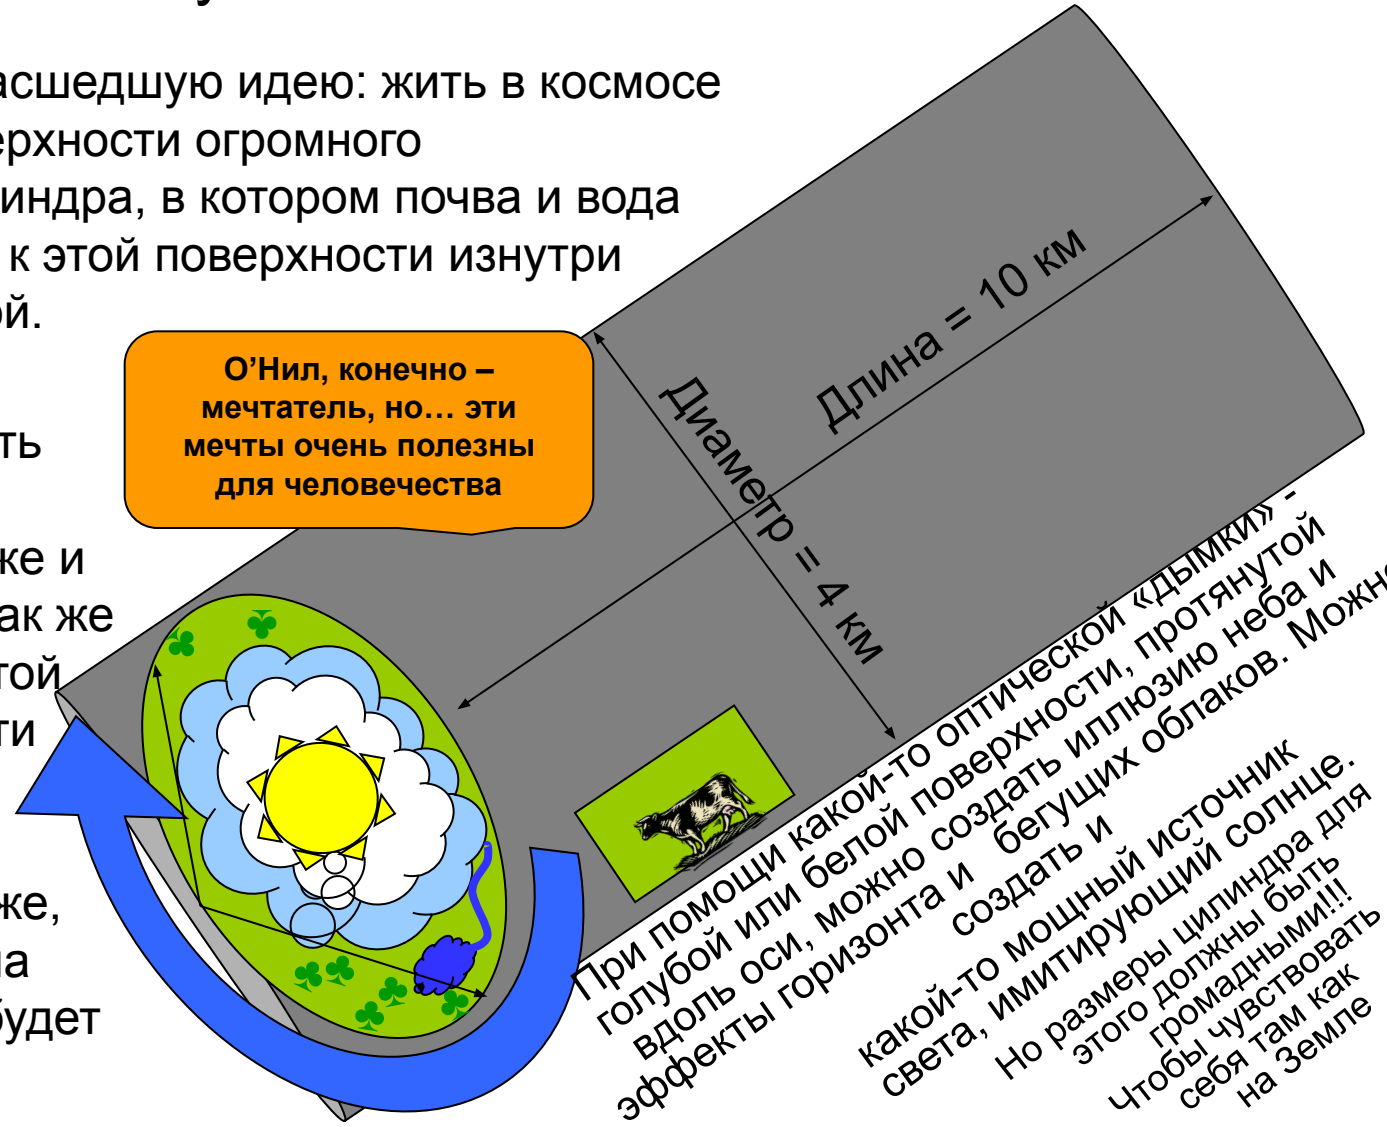 асшедшую идею: жить в космосе
ерхности огромного
индра, в котором почва и вода
к этой поверхности изнутри
ой.
ть
же и
ак же
той
ти
же,
на
будет
О’Нил, конечно –
мечтатель, но… эти
мечты очень полезны
для человечества
Длина = 10 км
Диаметр = 4 км
При помощи какой-то оптической «дымки» -
голубой или белой поверхности, протянутой
вдоль оси, можно создать иллюзию неба и
эффекты горизонта и бегущих облаков. Можно
создать и
какой-то мощный источник
света, имитирующий солнце.
Но размеры цилиндра для
этого должны быть
громадными!!!
Чтобы чувствовать
себя там как
на Земле